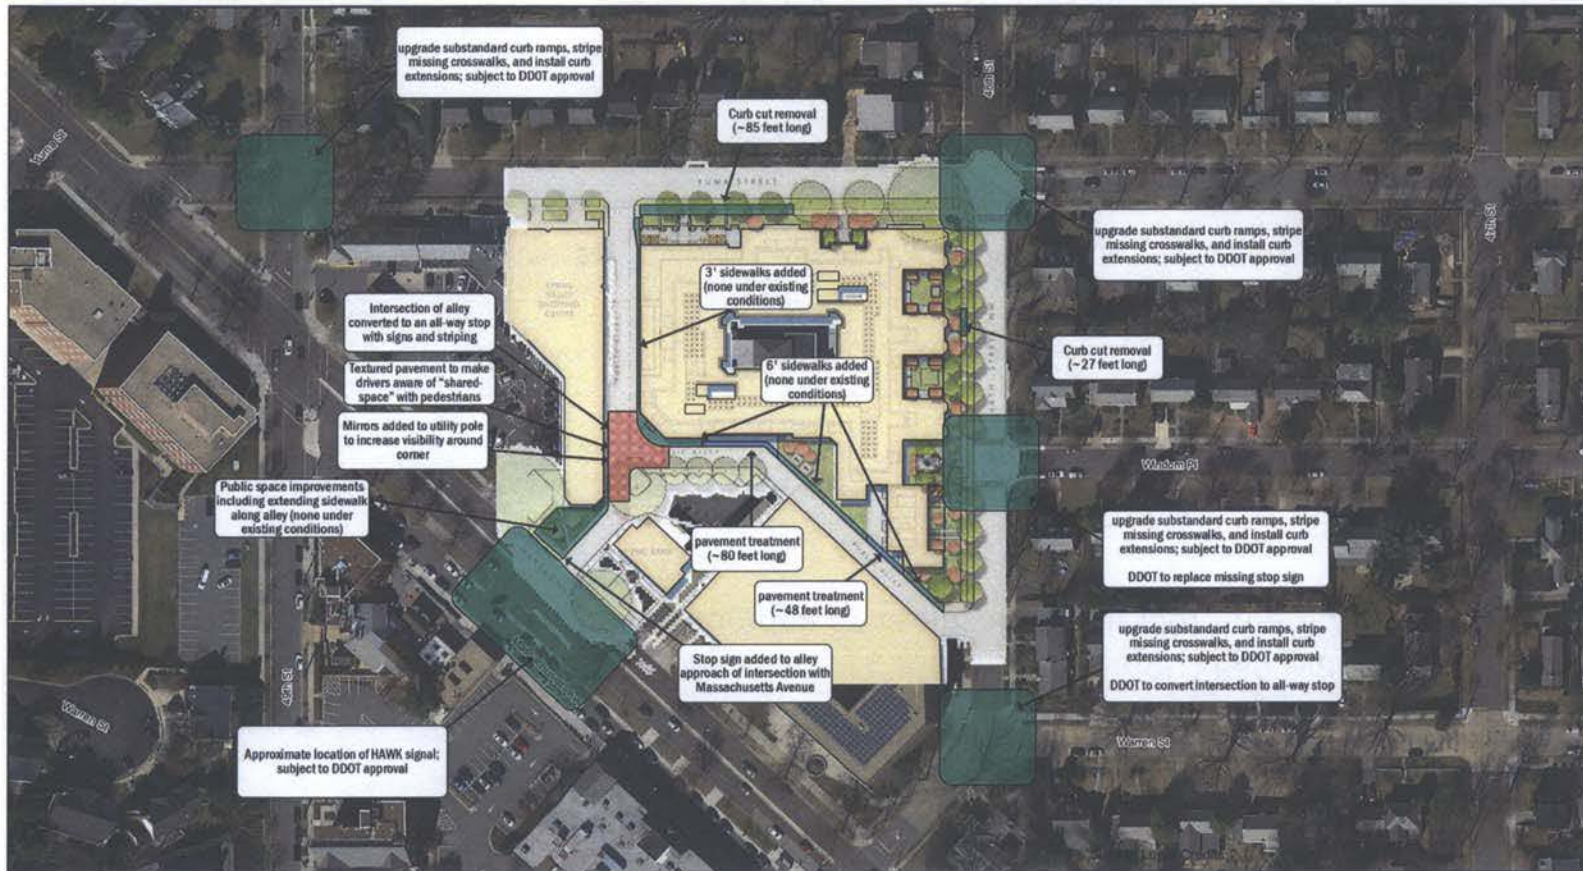 upgrade substandard curb ramps, stripe
missing crosswalks, and install curb
extensions; subject to DDOT approval
Curb cut removal
(~85 feet long)
48th St
Yuma St
YUMA STREET
upgrade substandard curb ramps, stripe
missing crosswalks, and install curb
extensions; subject to DDOT approval
47th St
3' sidewalks added
(none under existing
conditions)
Intersection of alley
converted to an all-way stop
with signs and striping
SPRING
VALLEY
SHOPPING
CENTER
Curb cut removal
(~27 feet long)
6' sidewalks added
(none under existing
conditions)
Textured pavement to make
drivers aware of "shared-
space" with pedestrians
Mirrors added to utility pole
to increase visibility around
corner
Windom Pl
Public space improvements
including extending sidewalk
along alley (none under
existing conditions)
pavement treatment
(~80 feet long)
upgrade substandard curb ramps, stripe
missing crosswalks, and install curb
extensions; subject to DDOT approval
DDOT to replace missing stop sign
pavement treatment
(~48 feet long)
upgrade substandard curb ramps, stripe
missing crosswalks, and install curb
extensions; subject to DDOT approval
DDOT to convert intersection to all-way stop
Stop sign added to alley
approach of intersection with
Massachusetts Avenue
49th St
Warren St
Warren St
Approximate location of HAWK signal;
subject to DDOT approval